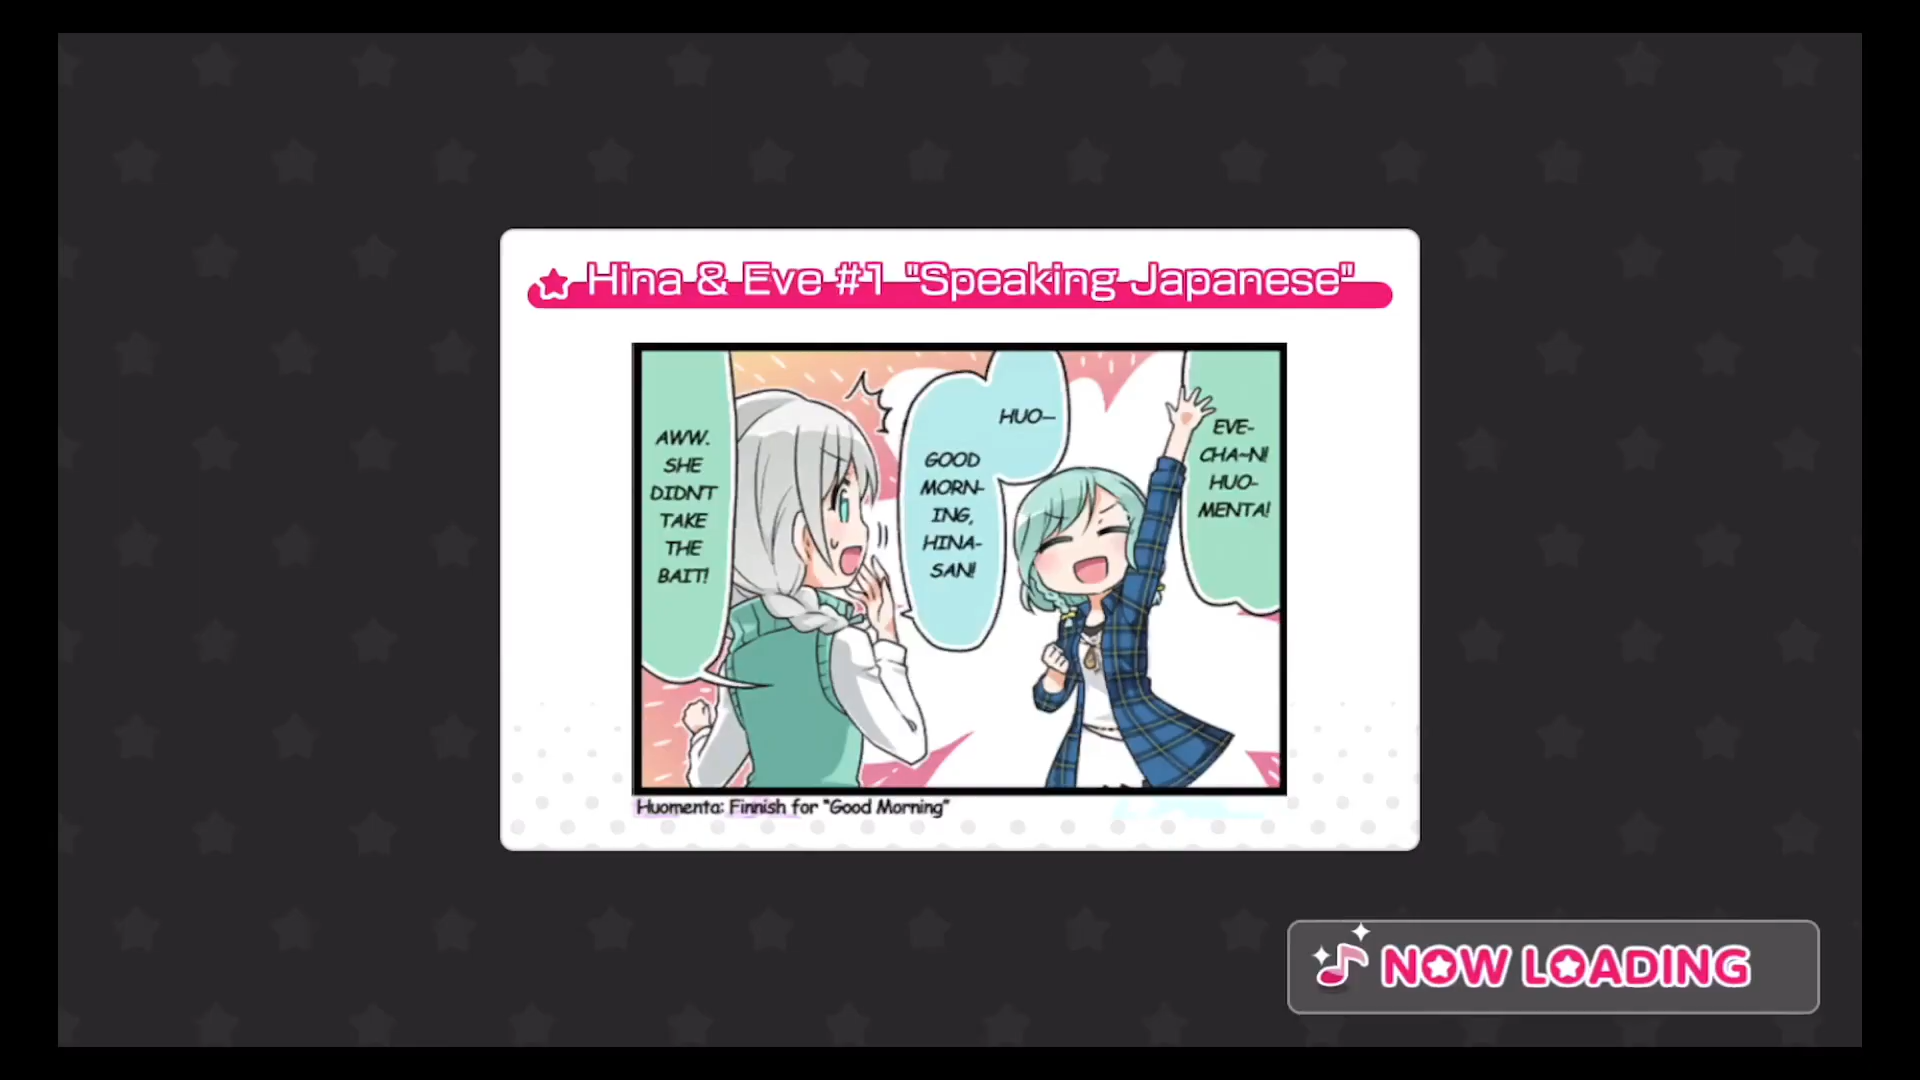 Hina & Eve #1 "Speaking Japanese"
EVE-
CHA~N!
HUO-
MENTA!
HUO—
GOOD
MORN-
ING,
HINA-
SAN!
AWW.
SHE
DIDN'T
TAKE
THE
BAIT!
Huomenta: Finnish for "Good Morning"
NOW LOADING